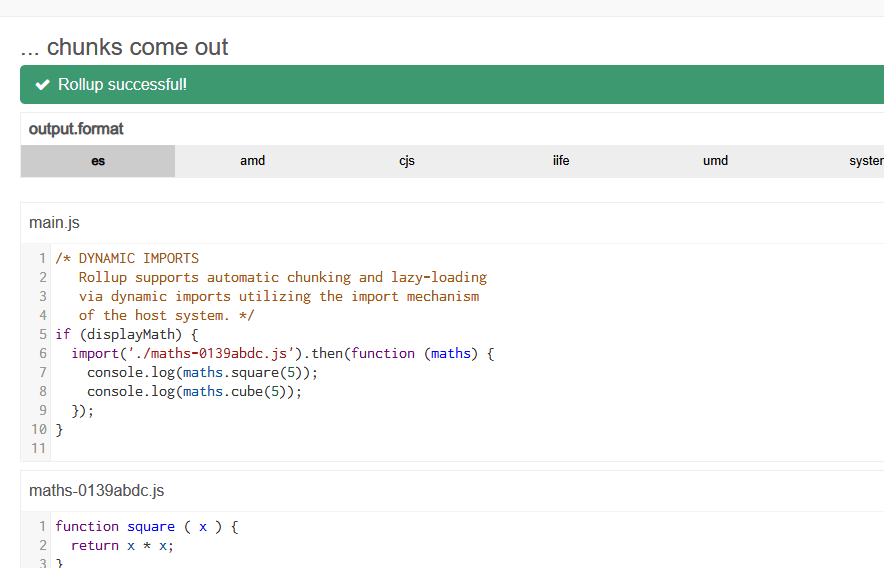 ... chunks come out
Rollup successful!
output.format
es amd cjs iife umd
main.js
1 /* DYNAMIC IMPORTS
2 Rollup supports automatic chunking and lazy-loading
3 via dynamic imports utilizing the import mechanism
4 of the host system. */
5 if (displayMath) {
6 import('./maths-0139abdc.js').then(function (maths) {
7 console.log(maths.square(5));
8 console.log(maths.cube(5));
9 });
10 }
11
maths-0139abdc.js
1 function square ( x ) {
2 return x * x;
3 }